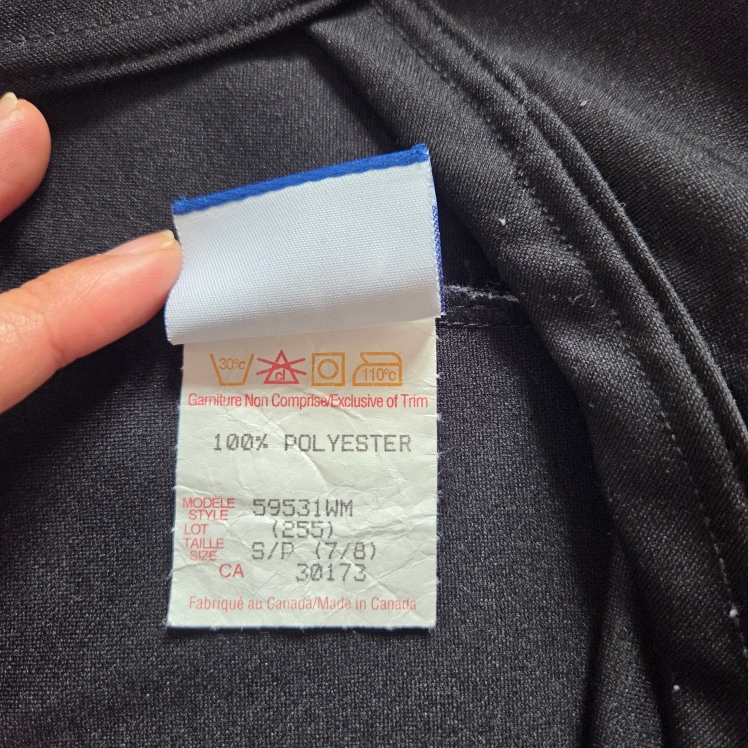 30°c cl 110°c
Garniture Non Comprise/Exclusive of Trim
100% POLYESTER
MODÈLE
STYLE 59531WM
LOT (255)
TAILLE
SIZE S/P (7/8)
CA 30173
Fabriqué au Canada/Made in Canada